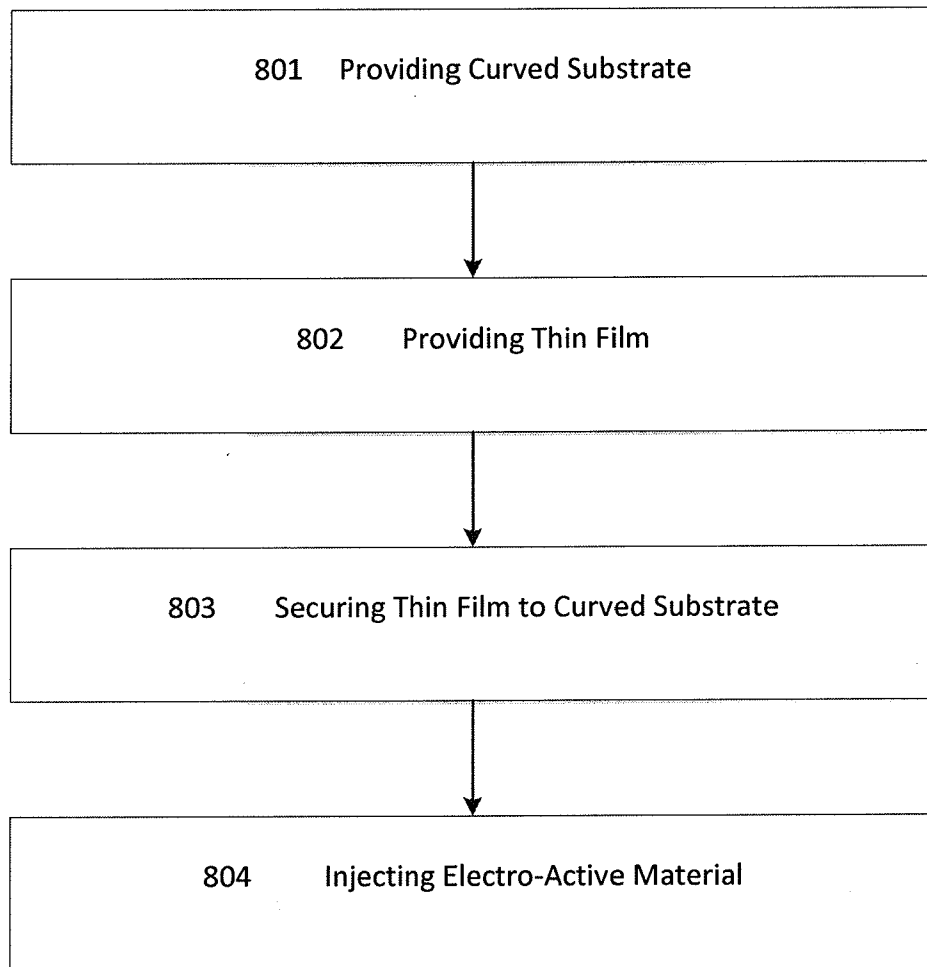 801 Providing Curved Substrate
802 Providing Thin Film
803 Securing Thin Film to Curved Substrate
804 Injecting Electro-Active Material